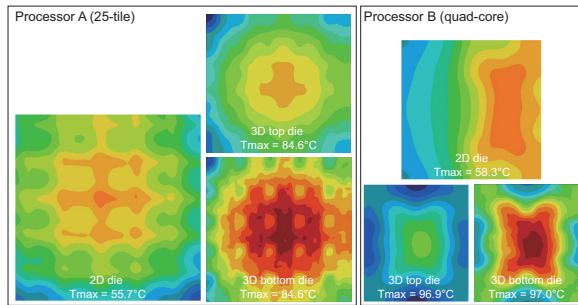 Processor A (25-tile)
3D top die
Tmax = 84.6°C
2D die
Tmax = 55.7°C
3D bottom die
Tmax = 84.6°C
Processor B (quad-core)
2D die
Tmax = 58.3°C
3D top die
Tmax = 96.9°C
3D bottom die
Tmax = 97.0°C